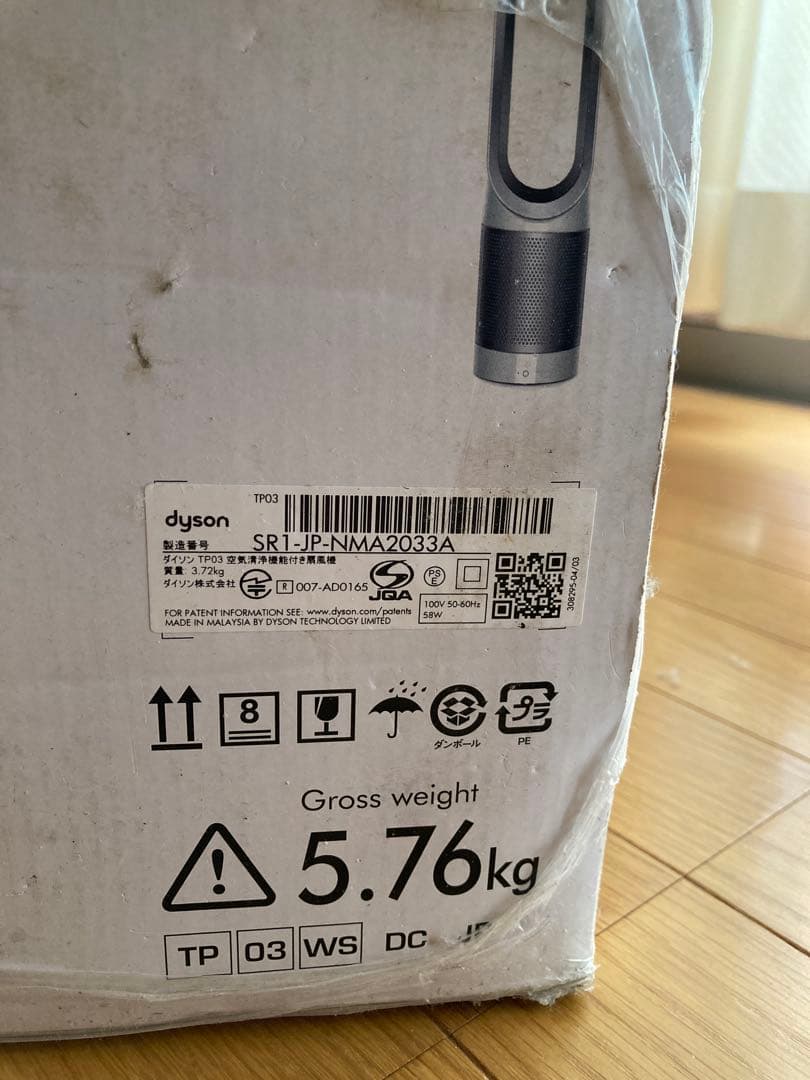 TP03
dyson
製造番号 SR1-JP-NMA2033A
ダイソン TP03 空気清浄機能付き扇風機
質量: 3.72kg
ダイソン株式会社 R 007-AD0165 JQA
PS E
100V 50-60Hz
58W
308295-04/03
FOR PATENT INFORMATION SEE: www.dyson.com/patents
MADE IN MALAYSIA BY DYSON TECHNOLOGY LIMITED
8
プラ
ダンボール PE
Gross weight
5.76kg
TP 03 WS DC